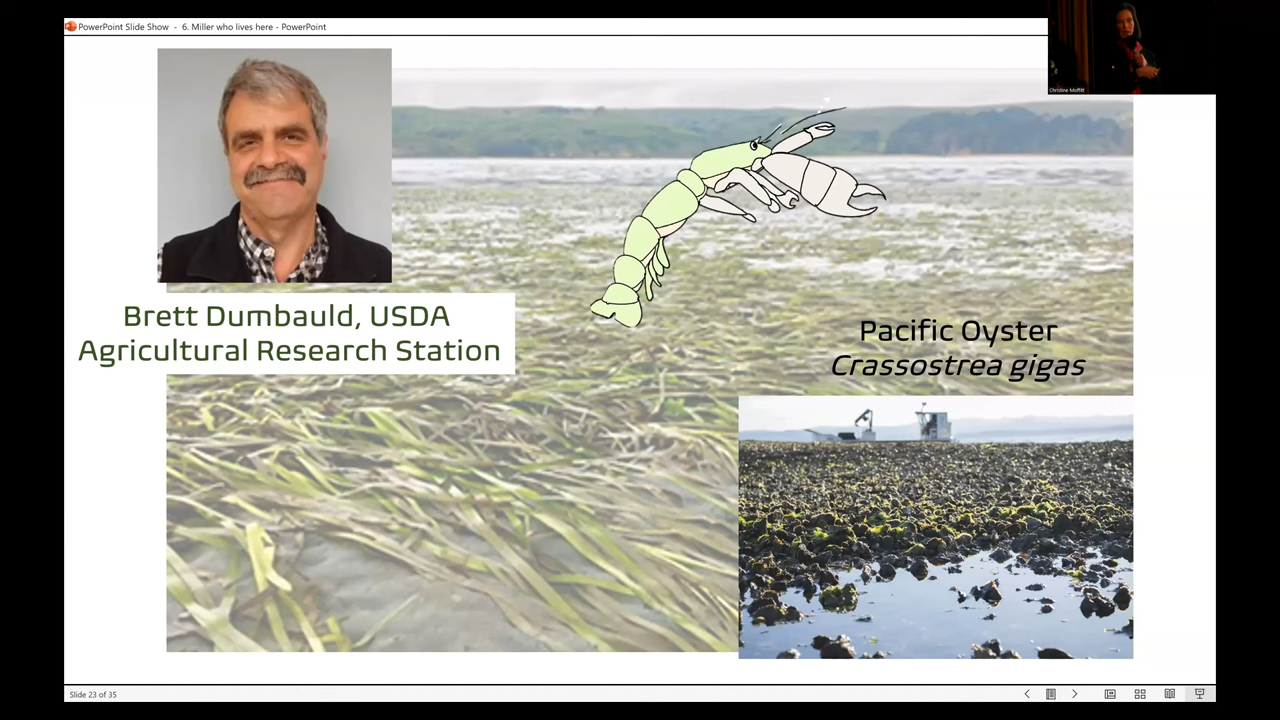 PowerPoint Slide Show - 6. Miller who lives here - PowerPoint
Christine Moffitt
Brett Dumbauld, USDA
Agricultural Research Station
Pacific Oyster
Crassostrea gigas
Slide 23 of 35